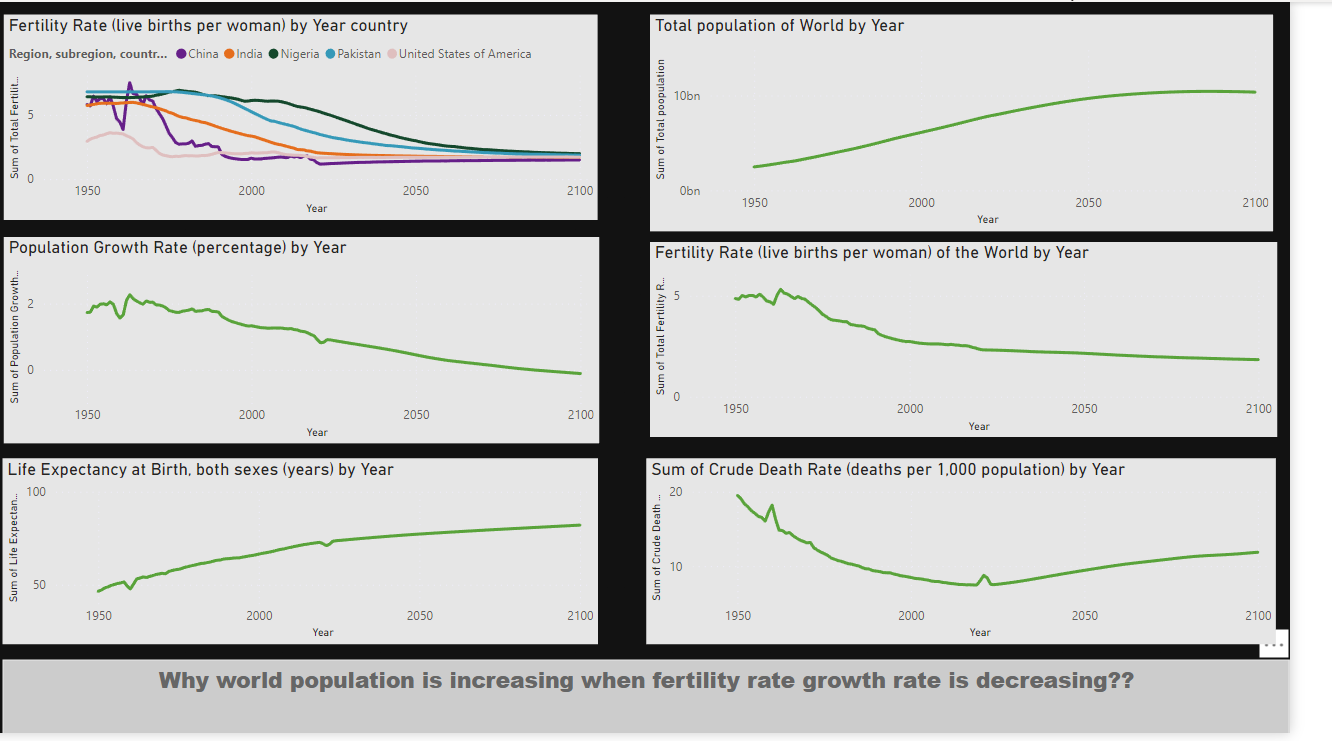 Fertility Rate (live births per woman) by Year country
Region, subregion, countr... China India Nigeria Pakistan United States of America
Sum of Total Fertilit...
5
0
1950 2000 2050 2100
Year
Total population of World by Year
Sum of Total poopulation
10bn
0bn
1950 2000 2050 2100
Year
Population Growth Rate (percentage) by Year
Sum of Population Growth...
2
0
1950 2000 2050 2100
Year
Fertility Rate (live births per woman) of the World by Year
Sum of Total Fertility R...
5
0
1950 2000 2050 2100
Year
Life Expectancy at Birth, both sexes (years) by Year
Sum of Life Expectan...
100
50
1950 2000 2050 2100
Year
Sum of Crude Death Rate (deaths per 1,000 population) by Year
Sum of Crude Death ...
20
10
1950 2000 2050 2100
Year
Why world population is increasing when fertility rate growth rate is decreasing??